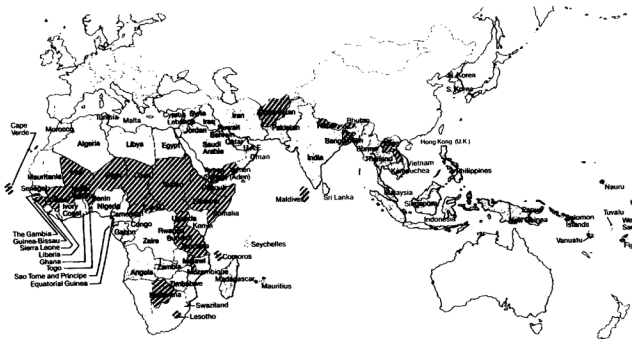 Cape
Verde
Morocco
Tunisia
Malta
Cyprus
Syria
Lebanon
Iraq
Iran
Jordan
Kuwait
Bahrain
Qatar
U.A.E.
Oman
Saudi
Arabia
Algeria
Libya
Egypt
Pakistan
India
Bhutan
N. Korea
S. Korea
Hong Kong (U.K.)
Vietnam
Kampuchea
Thailand
Philippines
Malaysia
Singapore
Indonesia
Maldives
Sri Lanka
Nauru
Tuvalu
Solomon
Islands
Vanuatu
Mauritania
Senegal
Ivory
Coast
Benin
Nigeria
Cameroon
Congo
Gabon
Zaire
Uganda
Kenya
Somalia
Yemen
(Aden)
Seychelles
Comoros
Angola
Zambia
Malawi
Mozambique
Zimbabwe
Madagascar
Mauritius
Swaziland
Lesotho
The Gambia
Guinea-Bissau
Sierra Leone
Liberia
Ghana
Togo
Sao Tome and Principe
Equatorial Guinea